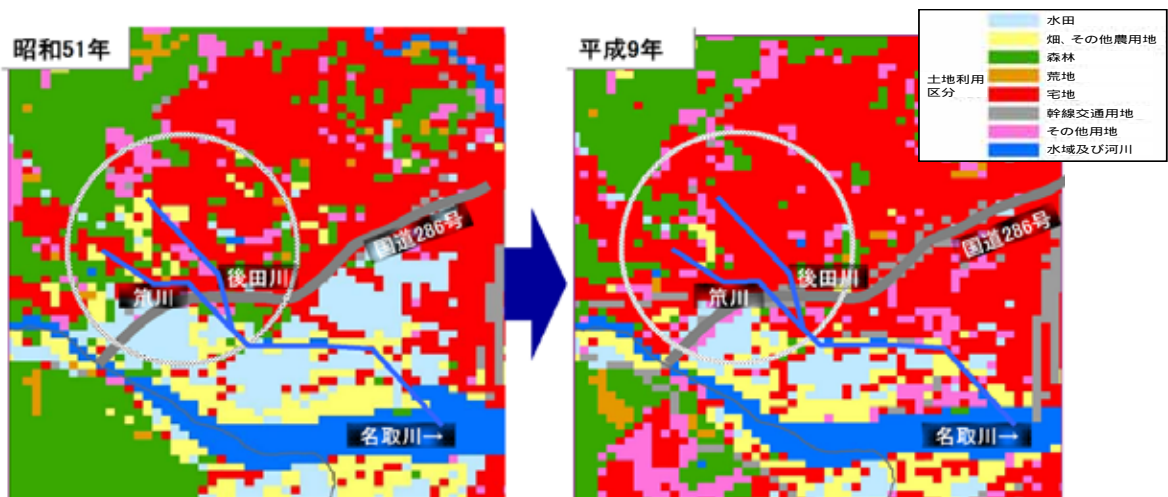 昭和51年
国道286号
後田川
笊川
名取川→
平成9年
国道286号
後田川
笊川
名取川→
土地利用
区分
水田
畑、その他農用地
森林
荒地
宅地
幹線交通用地
その他用地
水域及び河川